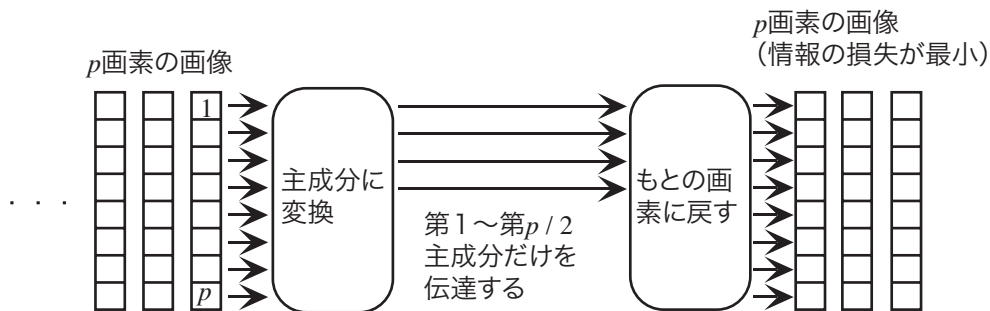 p画素の画像
1
p
・・・
主成分に
変換
第1〜第p / 2
主成分だけを
伝達する
もとの画
素に戻す
p画素の画像
（情報の損失が最小）